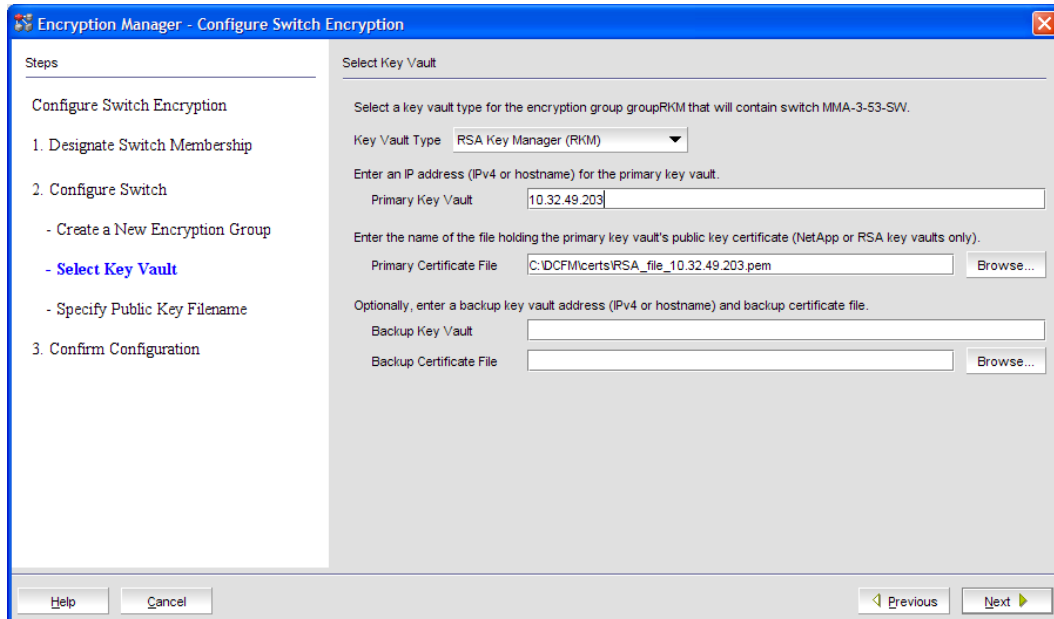 Encryption Manager - Configure Switch Encryption
Steps
Configure Switch Encryption
1. Designate Switch Membership
2. Configure Switch
- Create a New Encryption Group
- Select Key Vault
- Specify Public Key Filename
3. Confirm Configuration
Select Key Vault
Select a key vault type for the encryption group groupRKM that will contain switch MMA-3-53-SW.
Key Vault Type RSA Key Manager (RKM)
Enter an IP address (IPv4 or hostname) for the primary key vault.
Primary Key Vault 10.32.49.203
Enter the name of the file holding the primary key vault's public key certificate (NetApp or RSA key vaults only).
Primary Certificate File C:\DCFM\certs\RSA_file_10.32.49.203.pem Browse...
Optionally, enter a backup key vault address (IPv4 or hostname) and backup certificate file.
Backup Key Vault
Backup Certificate File Browse...
Help Cancel Previous Next